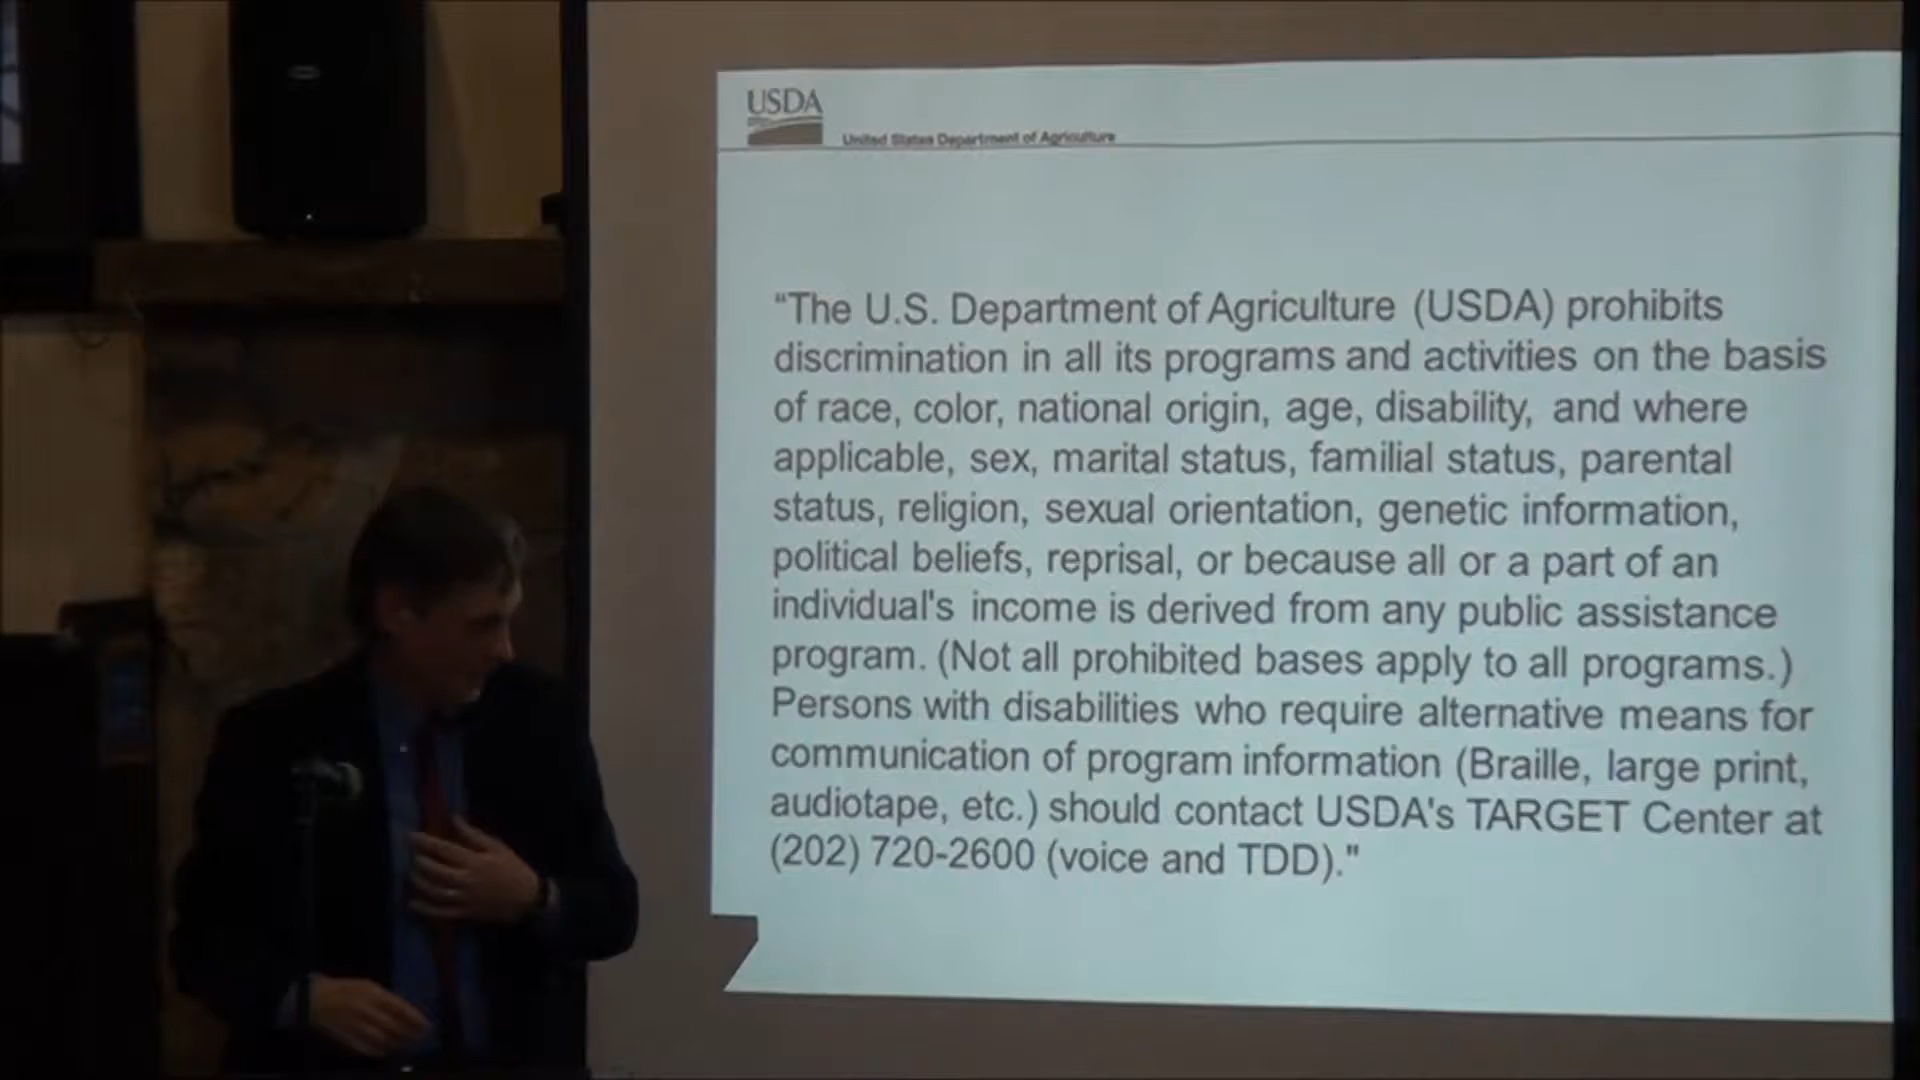 USDA
United States Department of Agriculture
“The U.S. Department of Agriculture (USDA) prohibits
discrimination in all its programs and activities on the basis
of race, color, national origin, age, disability, and where
applicable, sex, marital status, familial status, parental
status, religion, sexual orientation, genetic information,
political beliefs, reprisal, or because all or a part of an
individual's income is derived from any public assistance
program. (Not all prohibited bases apply to all programs.)
Persons with disabilities who require alternative means for
communication of program information (Braille, large print,
audiotape, etc.) should contact USDA's TARGET Center at
(202) 720-2600 (voice and TDD)."